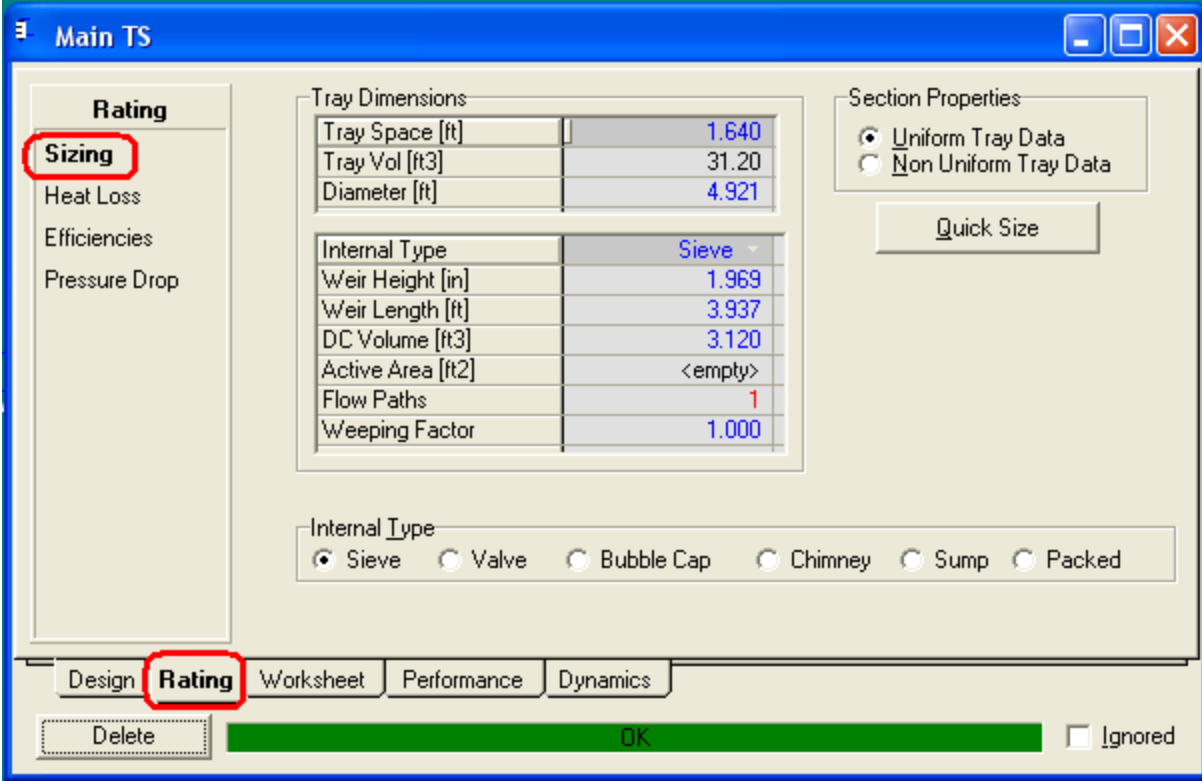 Main TS
Rating
Sizing
Heat Loss
Efficiencies
Pressure Drop
Tray Dimensions
Tray Space [ft] 1.640
Tray Vol [ft3] 31.20
Diameter [ft] 4.921
Internal Type Sieve
Weir Height [in] 1.969
Weir Length [ft] 3.937
DC Volume [ft3] 3.120
Active Area [ft2] <empty>
Flow Paths 1
Weeping Factor 1.000
Section Properties
Uniform Tray Data
Non Uniform Tray Data
Quick Size
Internal Type
Sieve Valve Bubble Cap Chimney Sump Packed
Design Rating Worksheet Performance Dynamics
Delete OK Ignored